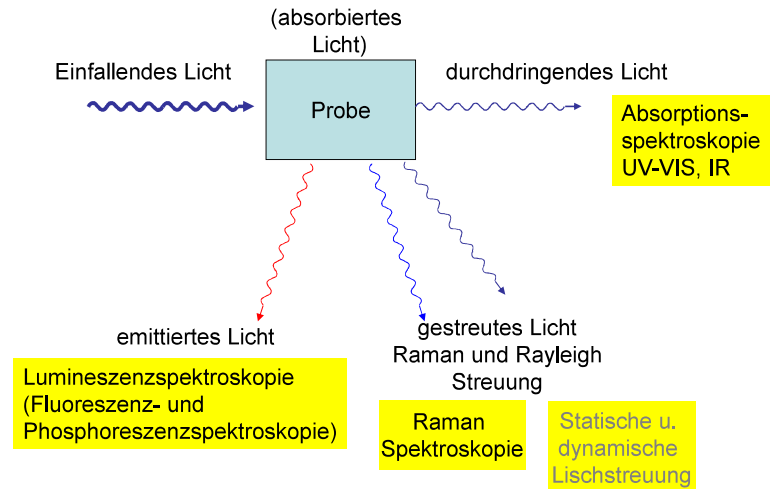 (absorbiertes
Licht)
Einfallendes Licht
Probe
durchdringendes Licht
Absorptions-
spektroskopie
UV-VIS, IR
emittiertes Licht
Lumineszenzspektroskopie
(Fluoreszenz- und
Phosphoreszenzspektroskopie)
gestreutes Licht
Raman und Rayleigh
Streuung
Raman
Spektroskopie
Statische u.
dynamische
Lischstreuung